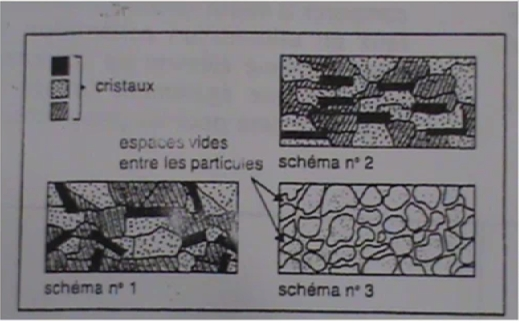 cristaux
espaces vides
entre les particules
schéma n° 2
schéma n° 1
schéma n° 3